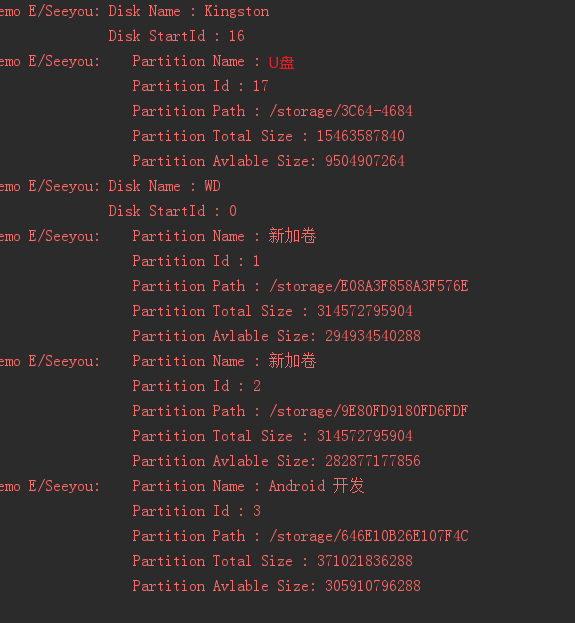 emo E/Seeyou: Disk Name : Kingston
Disk StartId : 16
emo E/Seeyou: Partition Name : U盘
Partition Id : 17
Partition Path : /storage/3C64-4684
Partition Total Size : 15463587840
Partition Avlable Size: 9504907264
emo E/Seeyou: Disk Name : WD
Disk StartId : 0
emo E/Seeyou: Partition Name : 新加卷
Partition Id : 1
Partition Path : /storage/E08A3F858A3F576E
Partition Total Size : 314572795904
Partition Avlable Size: 294934540288
emo E/Seeyou: Partition Name : 新加卷
Partition Id : 2
Partition Path : /storage/9E80FD9180FD6FDF
Partition Total Size : 314572795904
Partition Avlable Size: 282877177856
emo E/Seeyou: Partition Name : Android 开发
Partition Id : 3
Partition Path : /storage/646E10B26E107F4C
Partition Total Size : 371021836288
Partition Avlable Size: 305910796288